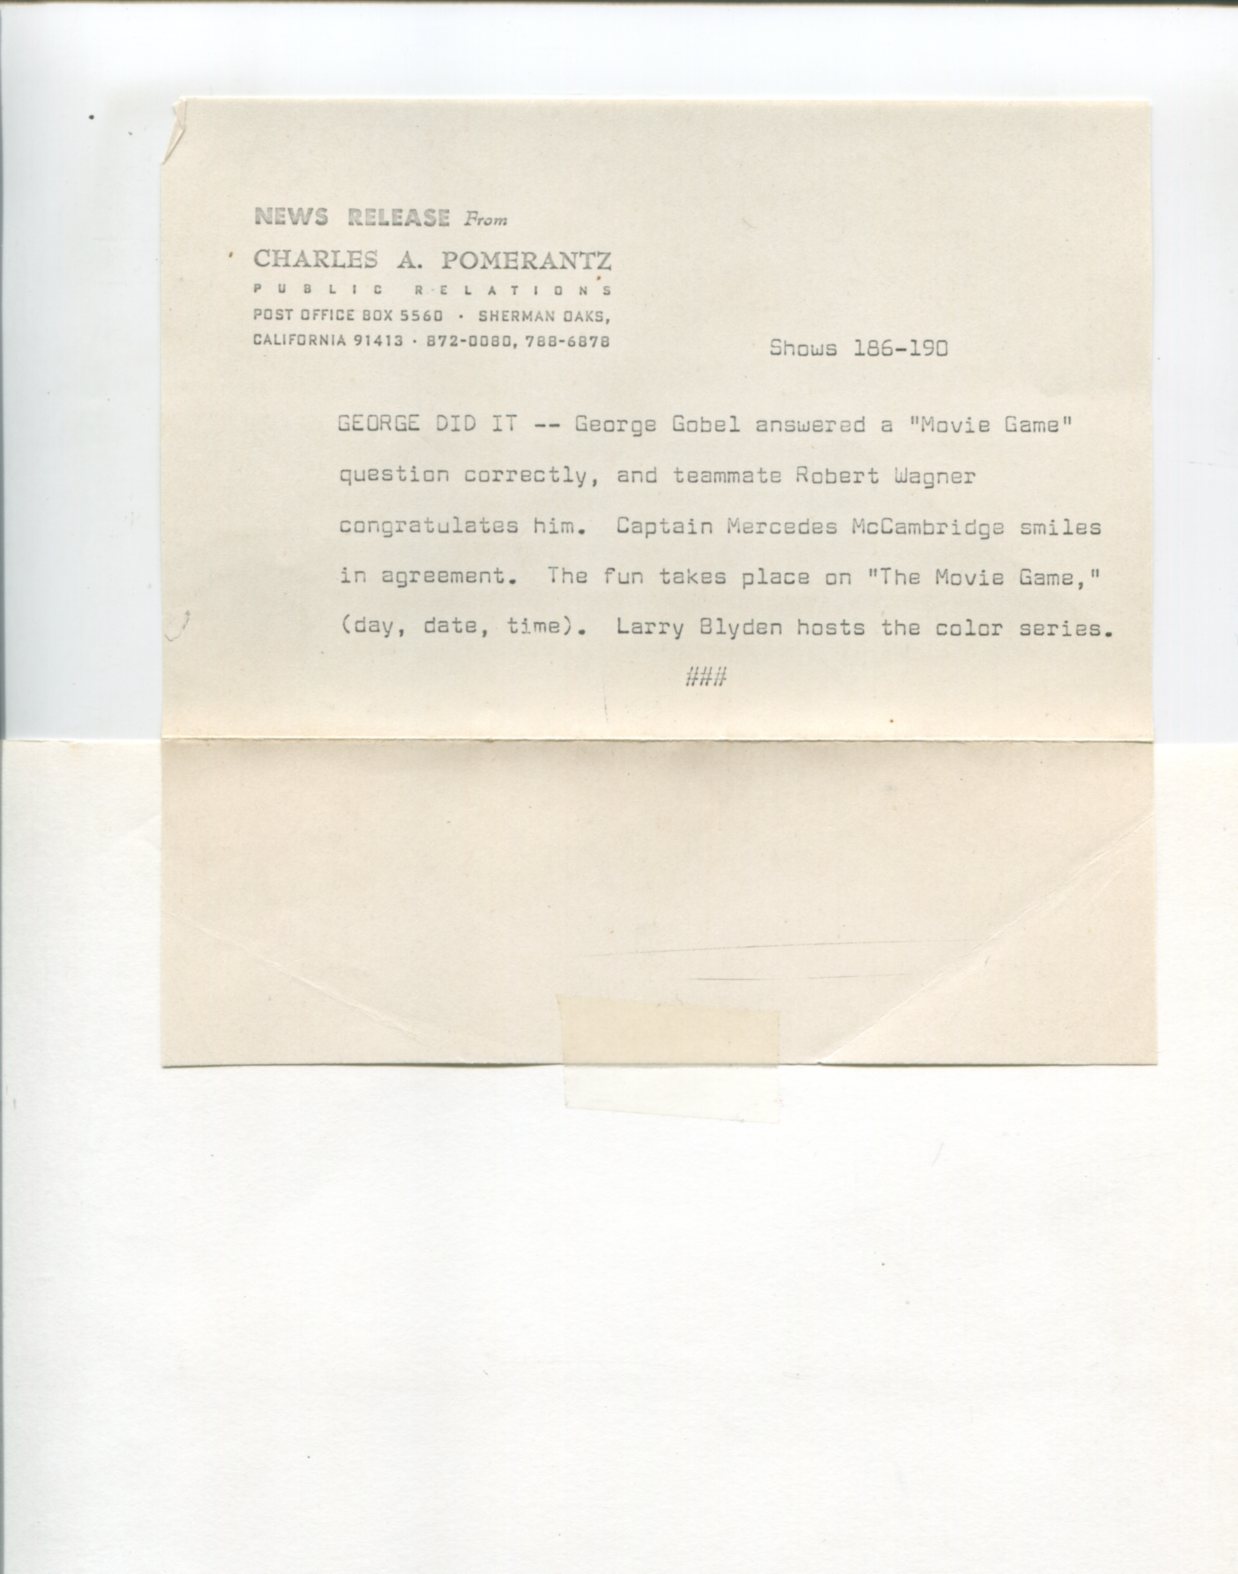 NEWS RELEASE From
CHARLES A. POMERANTZ
PUBLIC RELATIONS
POST OFFICE BOX 5560 · SHERMAN OAKS,
CALIFORNIA 91413 · 872-0080, 788-6878
Shows 186-190
GEORGE DID IT -- George Gobel answered a "Movie Game"
question correctly, and teammate Robert Wagner
congratulates him. Captain Mercedes McCambridge smiles
in agreement. The fun takes place on "The Movie Game,"
(day, date, time). Larry Blyden hosts the color series.
###